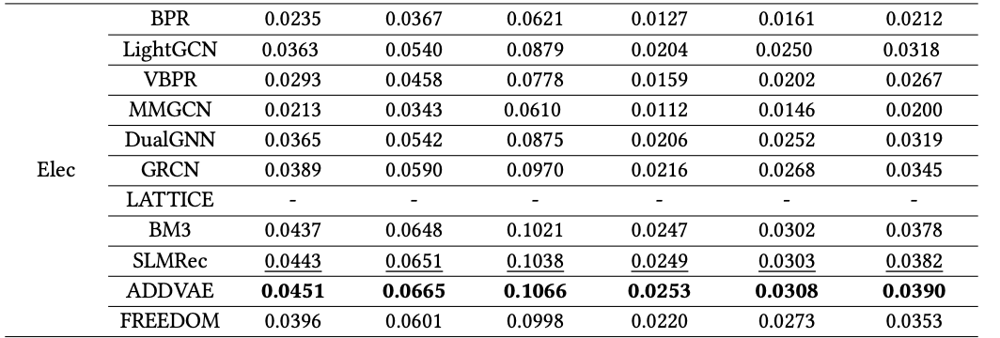 BPR 0.0235 0.0367 0.0621 0.0127 0.0161 0.0212
LightGCN 0.0363 0.0540 0.0879 0.0204 0.0250 0.0318
VBPR 0.0293 0.0458 0.0778 0.0159 0.0202 0.0267
MMGCN 0.0213 0.0343 0.0610 0.0112 0.0146 0.0200
DualGNN 0.0365 0.0542 0.0875 0.0206 0.0252 0.0319
Elec GRCN 0.0389 0.0590 0.0970 0.0216 0.0268 0.0345
LATTICE - - - - - -
BM3 0.0437 0.0648 0.1021 0.0247 0.0302 0.0378
SLMRec 0.0443 0.0651 0.1038 0.0249 0.0303 0.0382
ADDVAE 0.0451 0.0665 0.1066 0.0253 0.0308 0.0390
FREEDOM 0.0396 0.0601 0.0998 0.0220 0.0273 0.0353